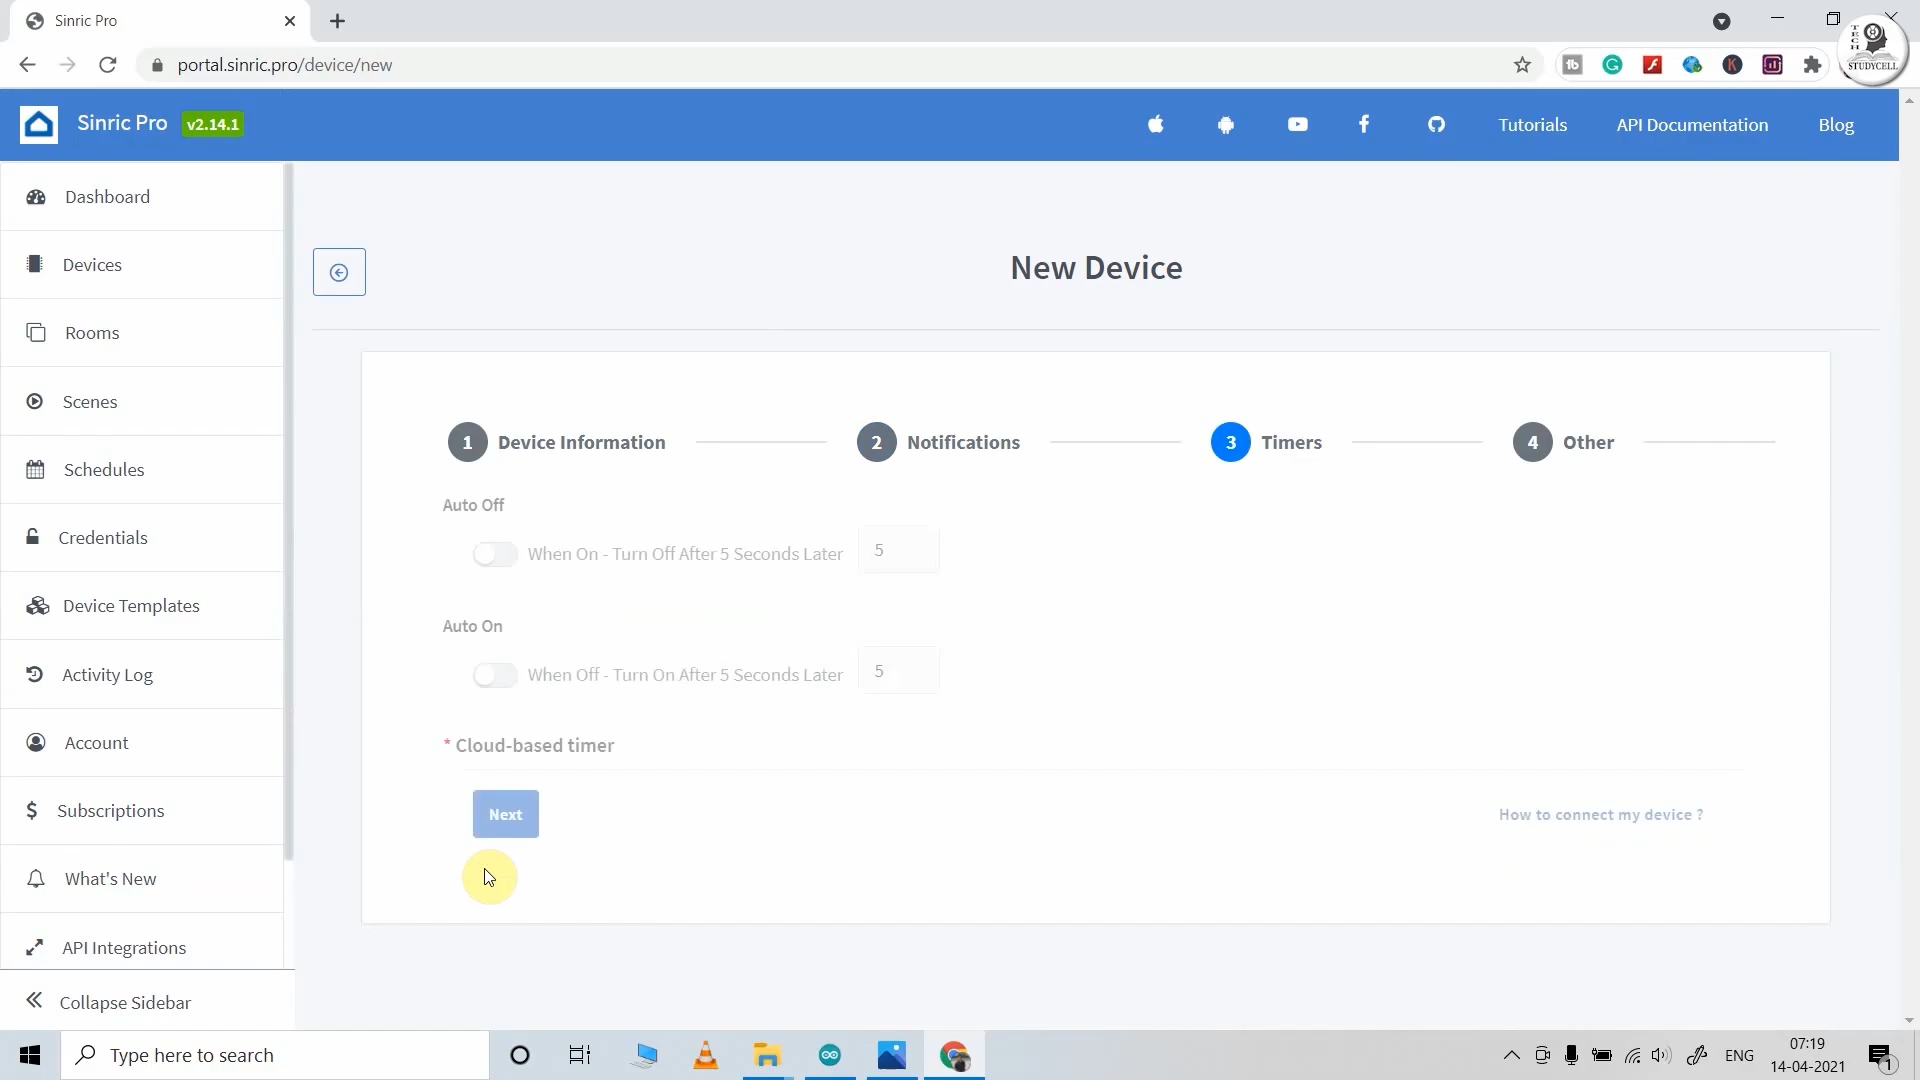 Sinric Pro
portal.sinric.pro/device/new
TECH
STUDYCELL
Sinric Pro v2.14.1
Tutorials API Documentation Blog
Dashboard
Devices
Rooms
Scenes
Schedules
Credentials
Device Templates
Activity Log
Account
Subscriptions
What's New
API Integrations
Collapse Sidebar
New Device
1 Device Information 2 Notifications 3 Timers 4 Other
Auto Off
When On - Turn Off After 5 Seconds Later 5
Auto On
When Off - Turn On After 5 Seconds Later 5
* Cloud-based timer
Next How to connect my device ?
Type here to search
ENG
07:19
14-04-2021
1